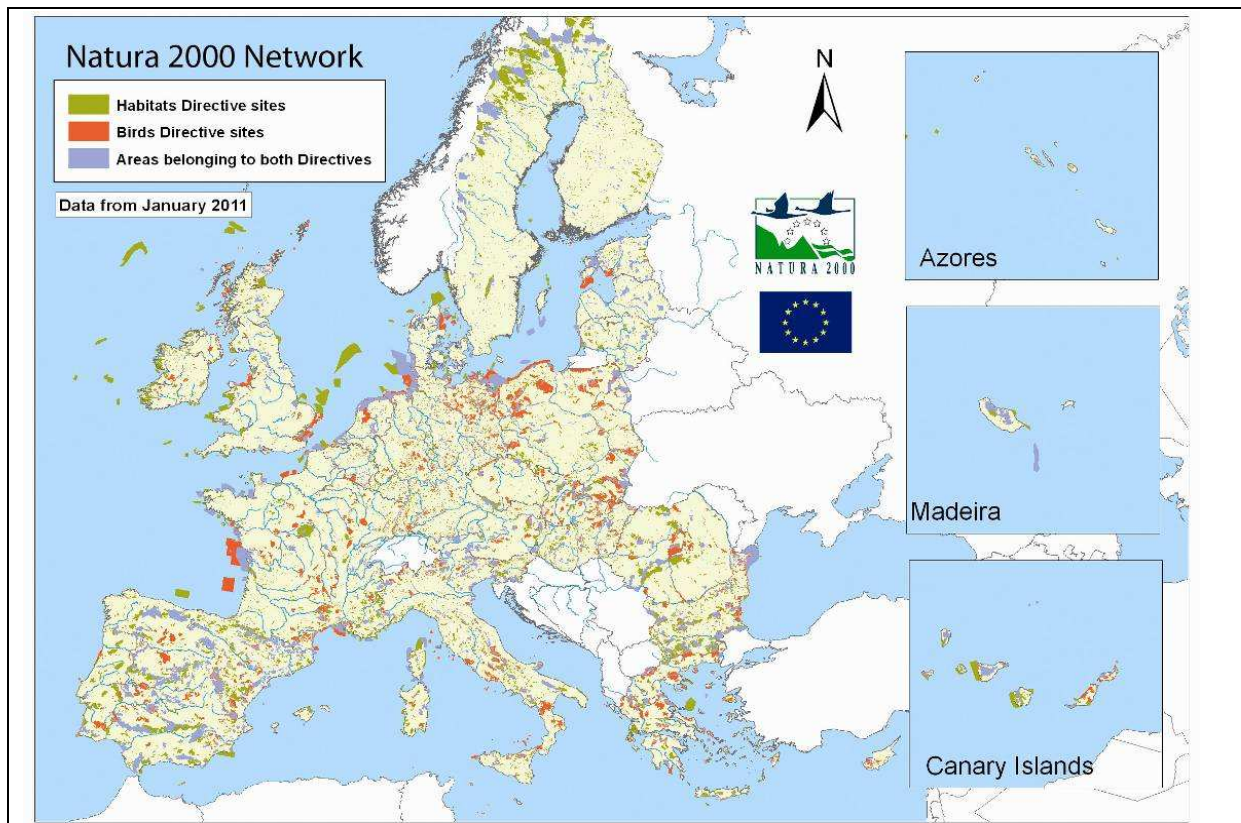 Natura 2000 Network
Habitats Directive sites
Birds Directive sites
Areas belonging to both Directives
Data from January 2011
N
NATURA 2000
Azores
Madeira
Canary Islands